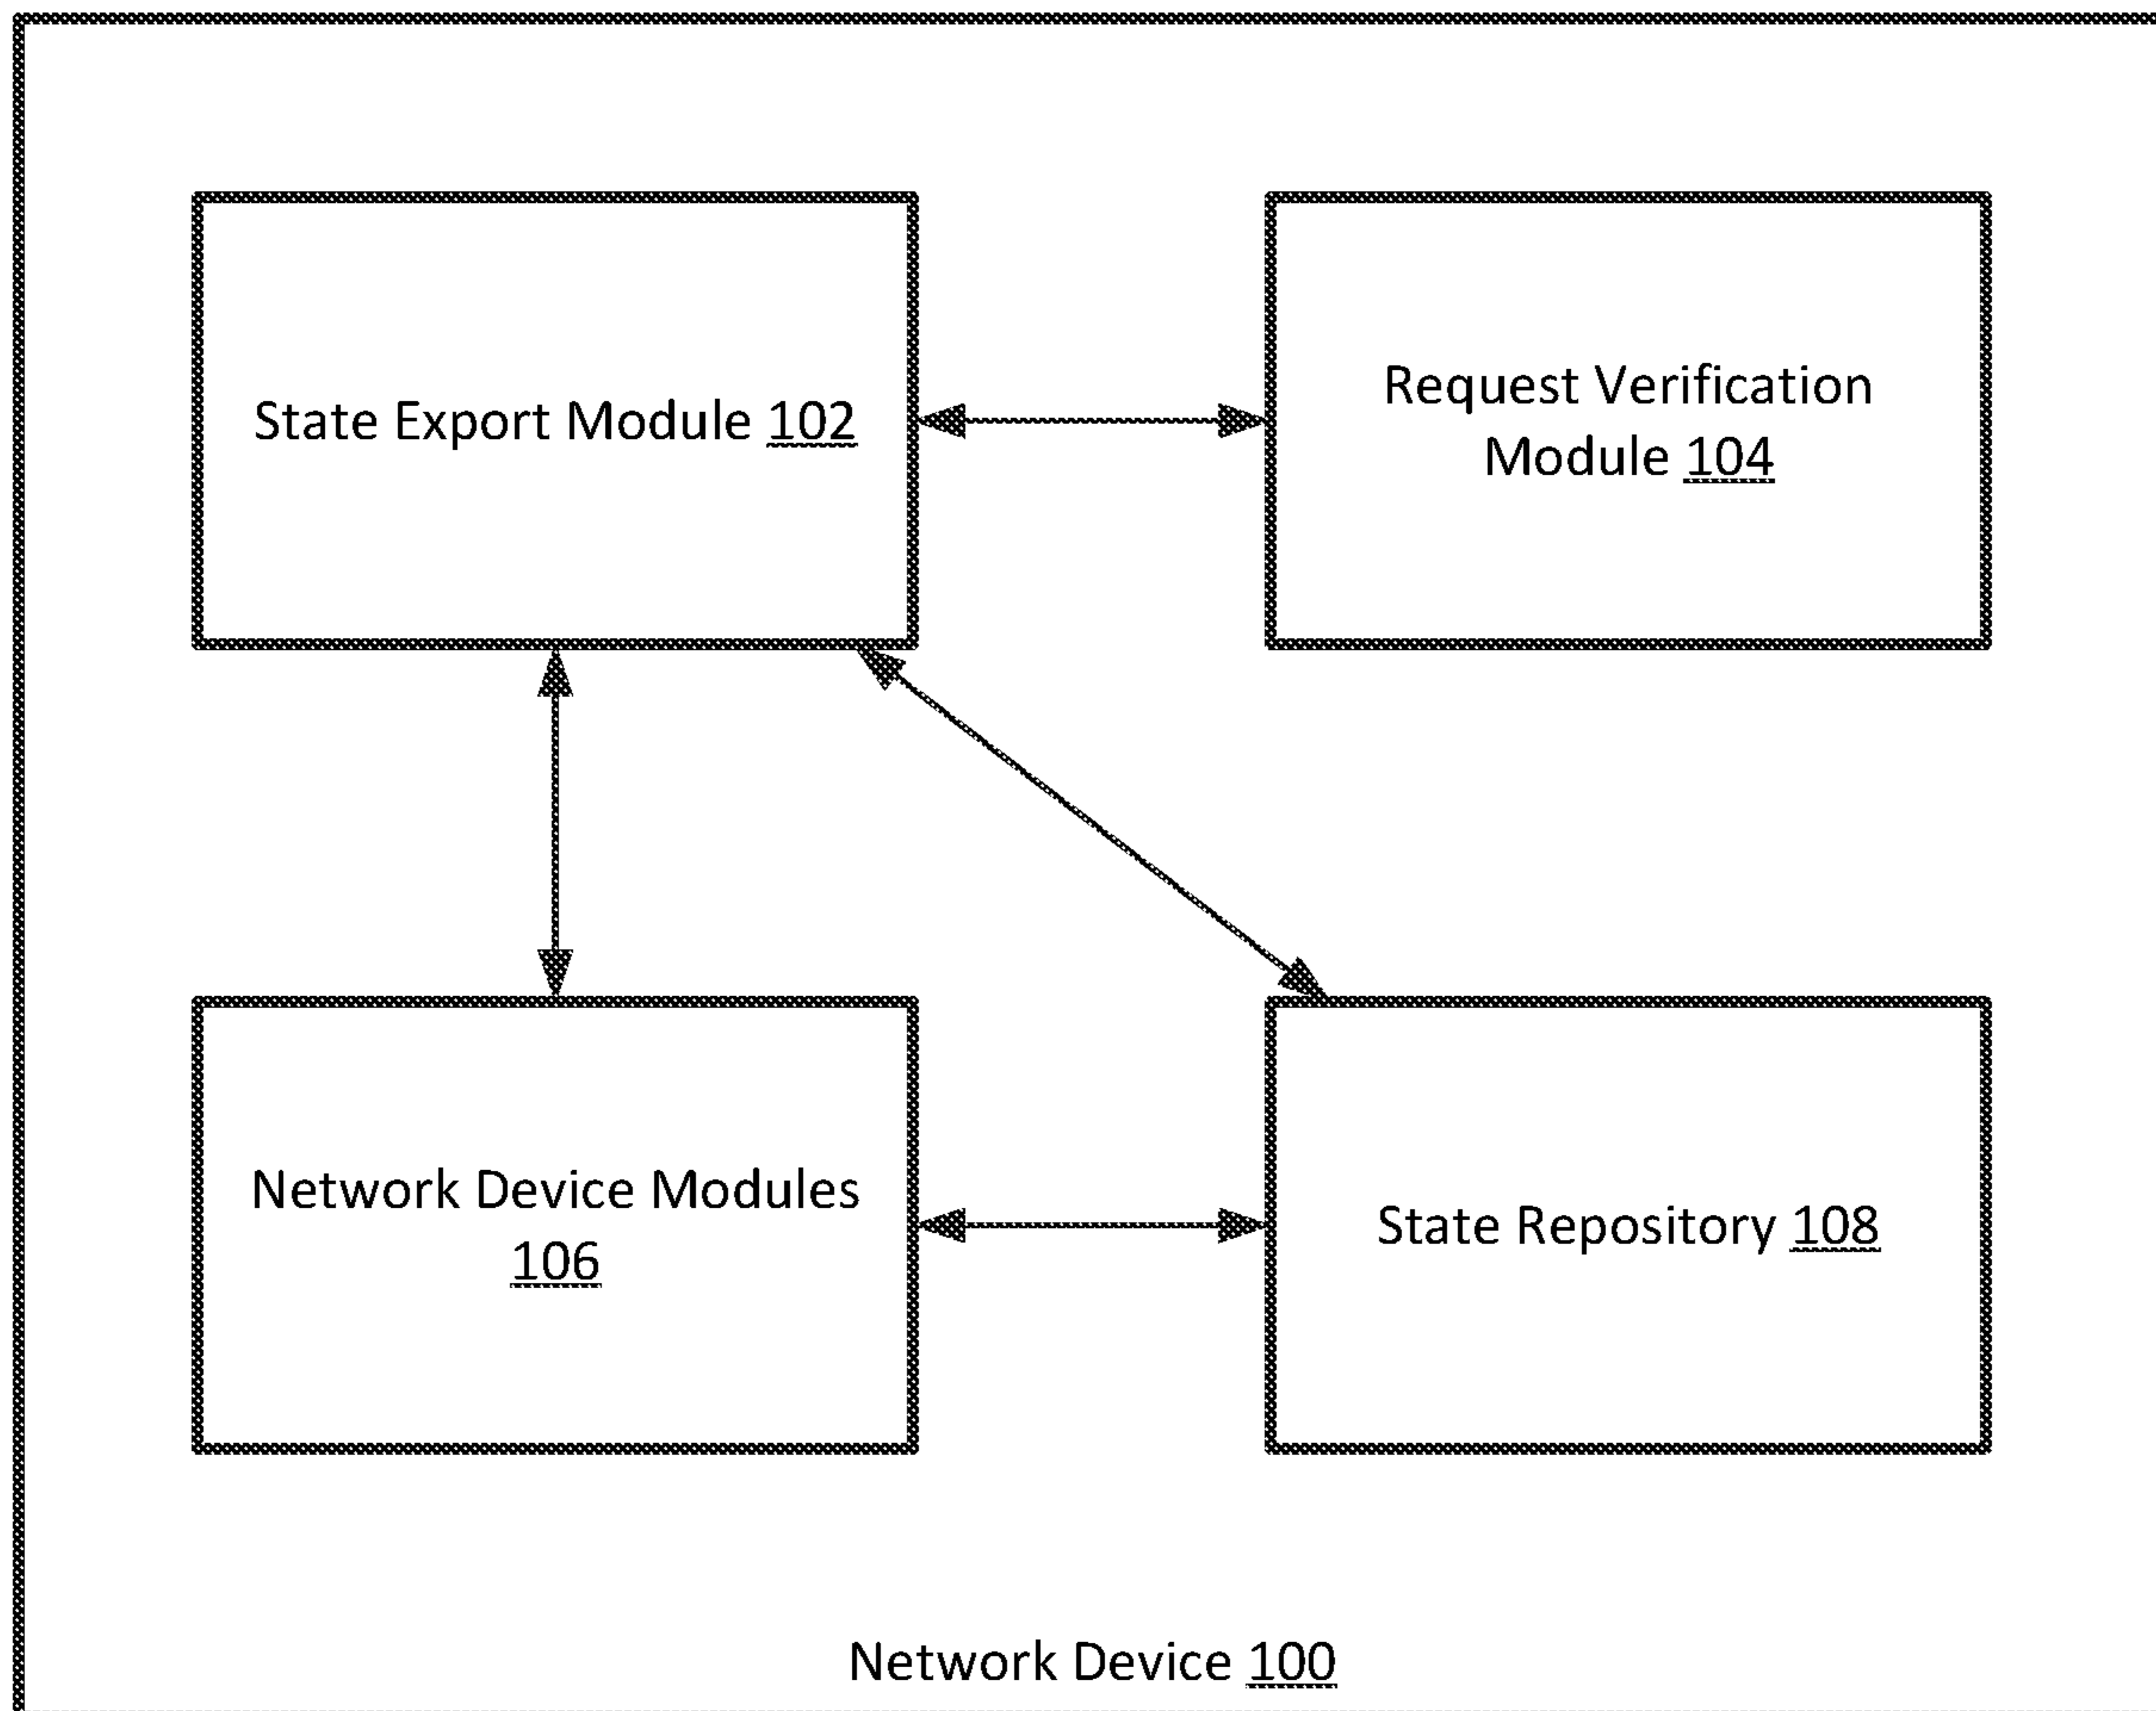 State Export Module 102
Request Verification
Module 104
Network Device Modules
106
State Repository 108
Network Device 100